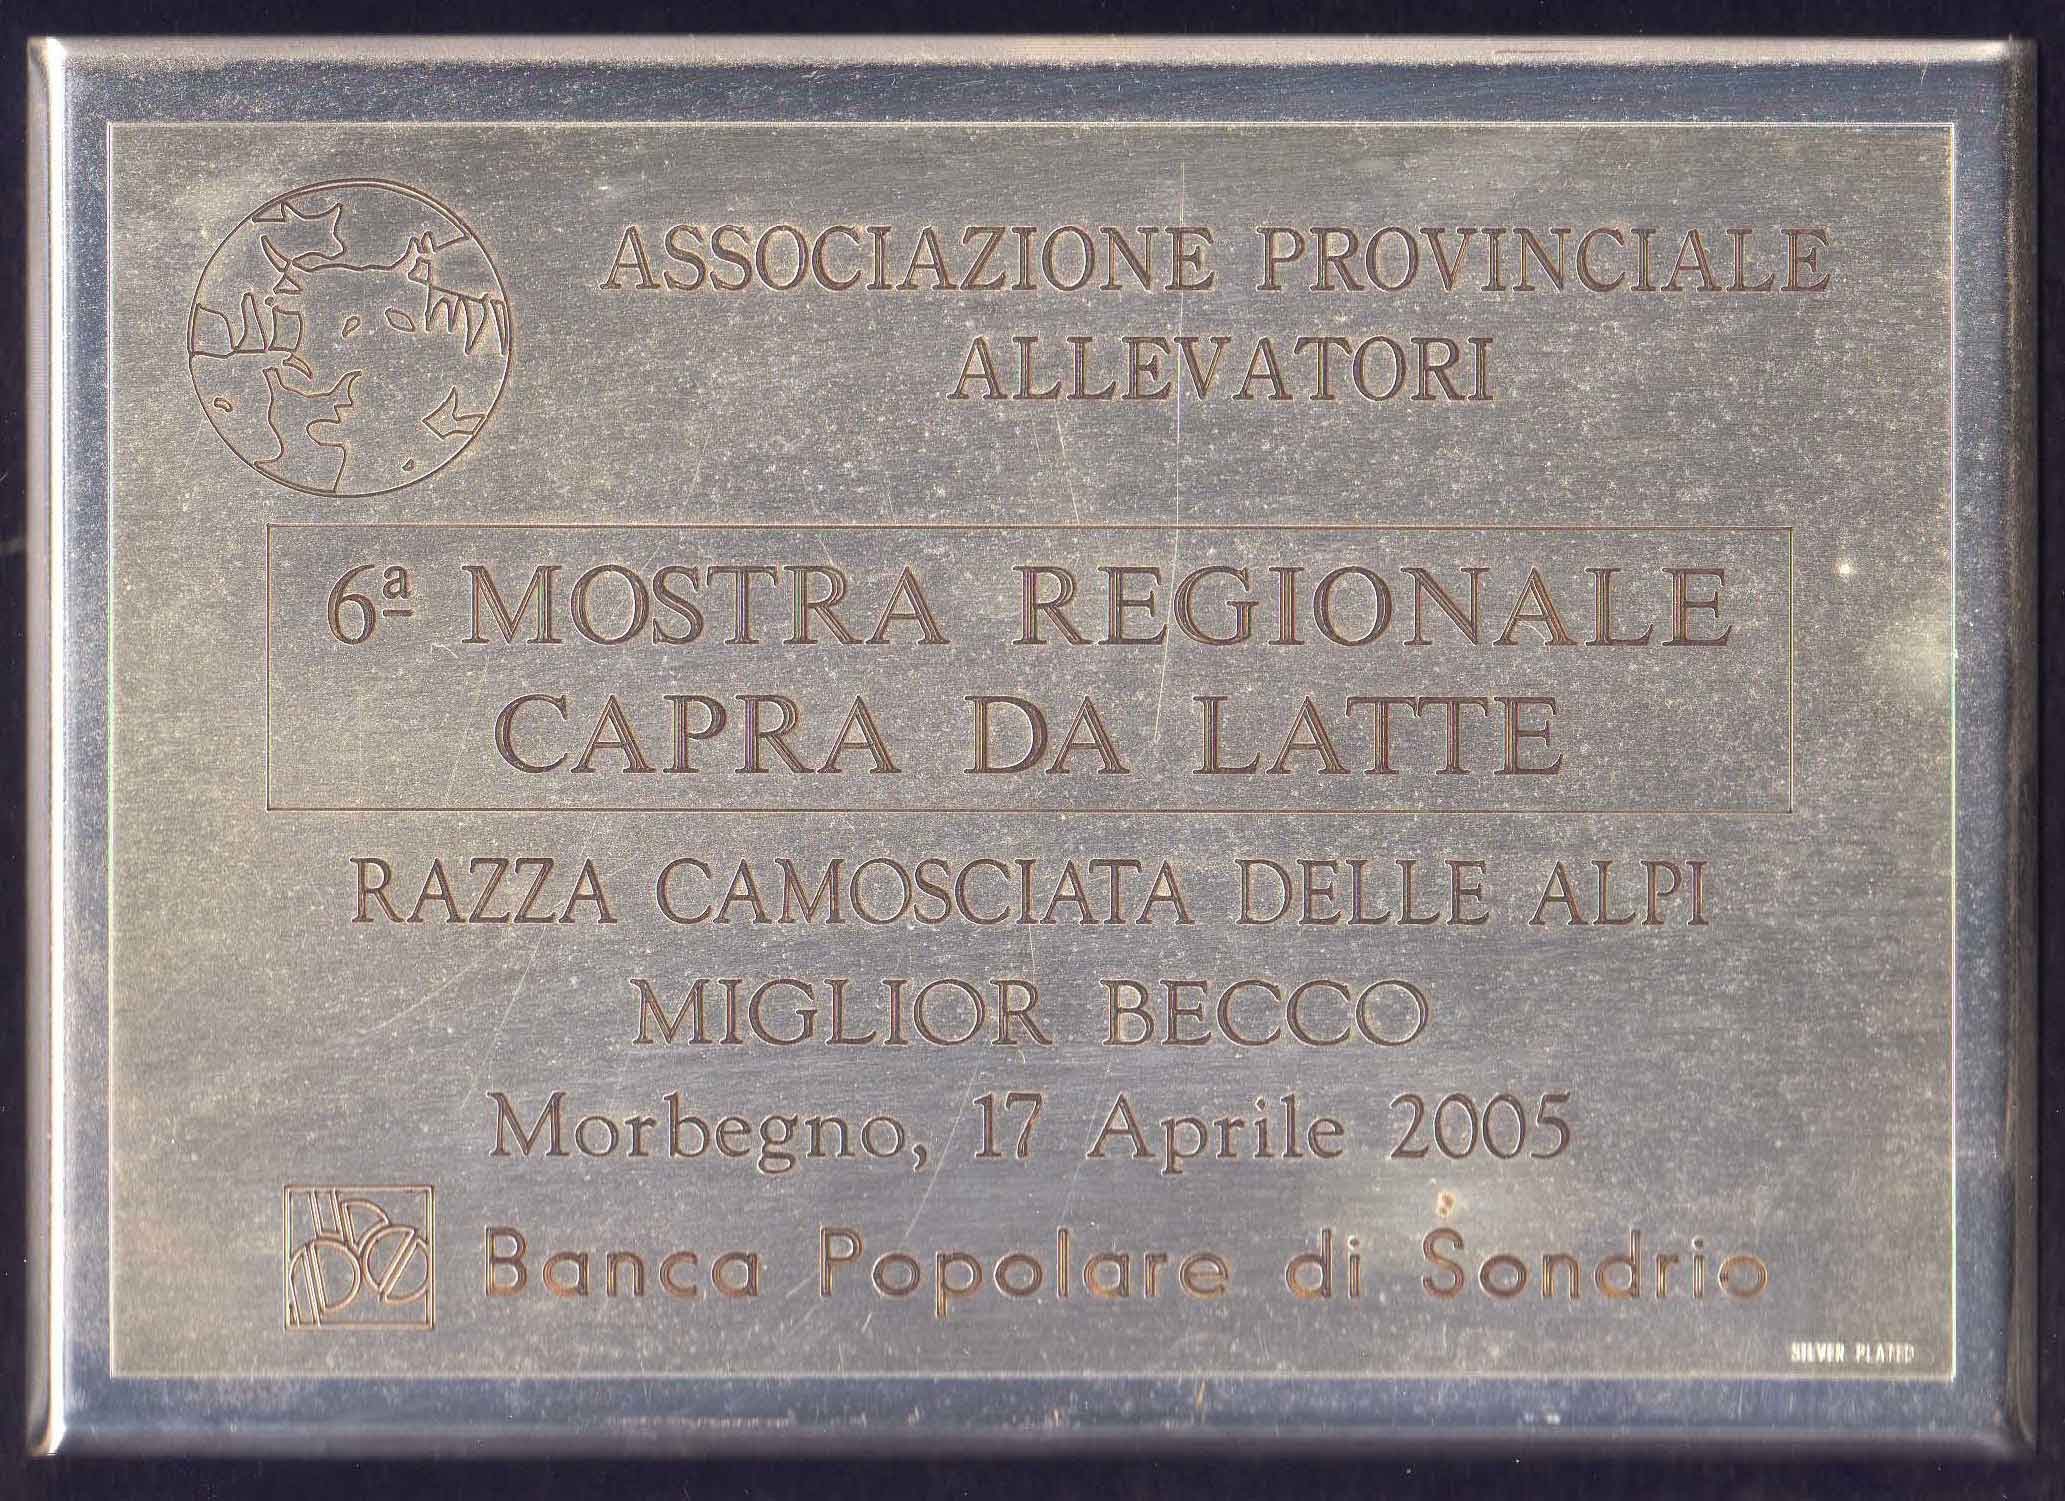 ASSOCIAZIONE PROVINCIALE
ALLEVATORI
6ª MOSTRA REGIONALE
CAPRA DA LATTE
RAZZA CAMOSCIATA DELLE ALPI
MIGLIOR BECCO
Morbegno, 17 Aprile 2005
Banca Popolare di Sondrio
SILVER PLATED